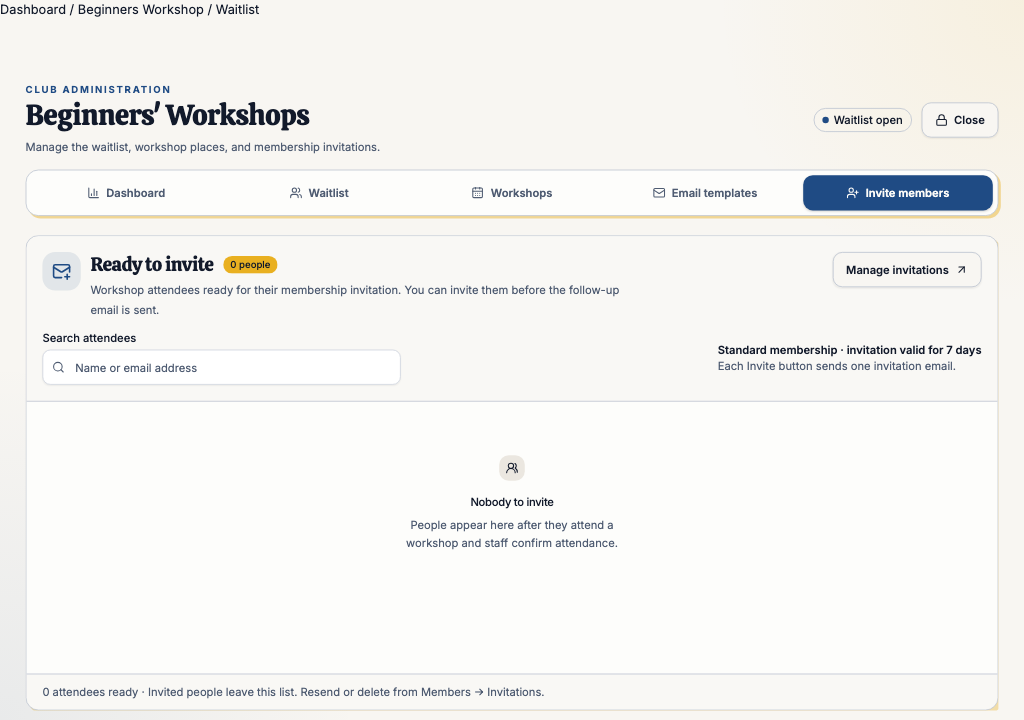 Dashboard / Beginners Workshop / Waitlist
CLUB ADMINISTRATION
Beginners' Workshops
Manage the waitlist, workshop places, and membership invitations.
Waitlist open
Close
Dashboard
Waitlist
Workshops
Email templates
Invite members
Ready to invite
0 people
Workshop attendees ready for their membership invitation. You can invite them before the follow-up
email is sent.
Manage invitations
Search attendees
Name or email address
Standard membership · invitation valid for 7 days
Each Invite button sends one invitation email.
Nobody to invite
People appear here after they attend a
workshop and staff confirm attendance.
0 attendees ready · Invited people leave this list. Resend or delete from Members → Invitations.